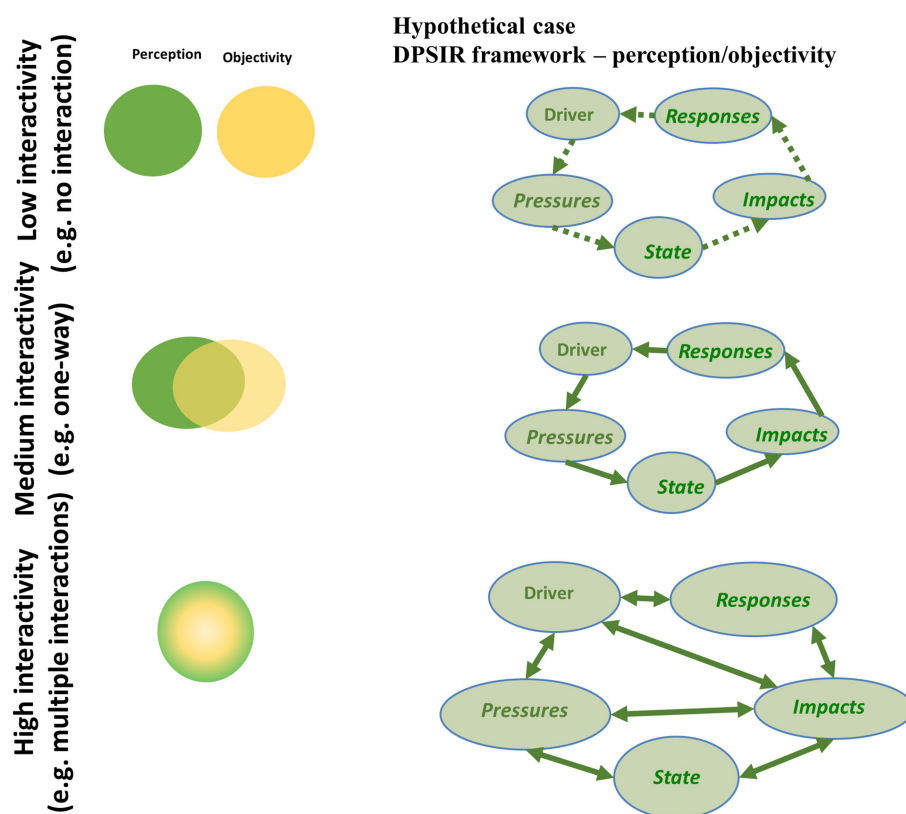 Hypothetical case
DPSIR framework – perception/objectivity
Low interactivity
(e.g. no interaction)
Perception
Objectivity
Driver
Responses
Pressures
Impacts
State
Medium interactivity
(e.g. one-way)
Driver
Responses
Pressures
Impacts
State
High interactivity
(e.g. multiple interactions)
Driver
Responses
Pressures
Impacts
State